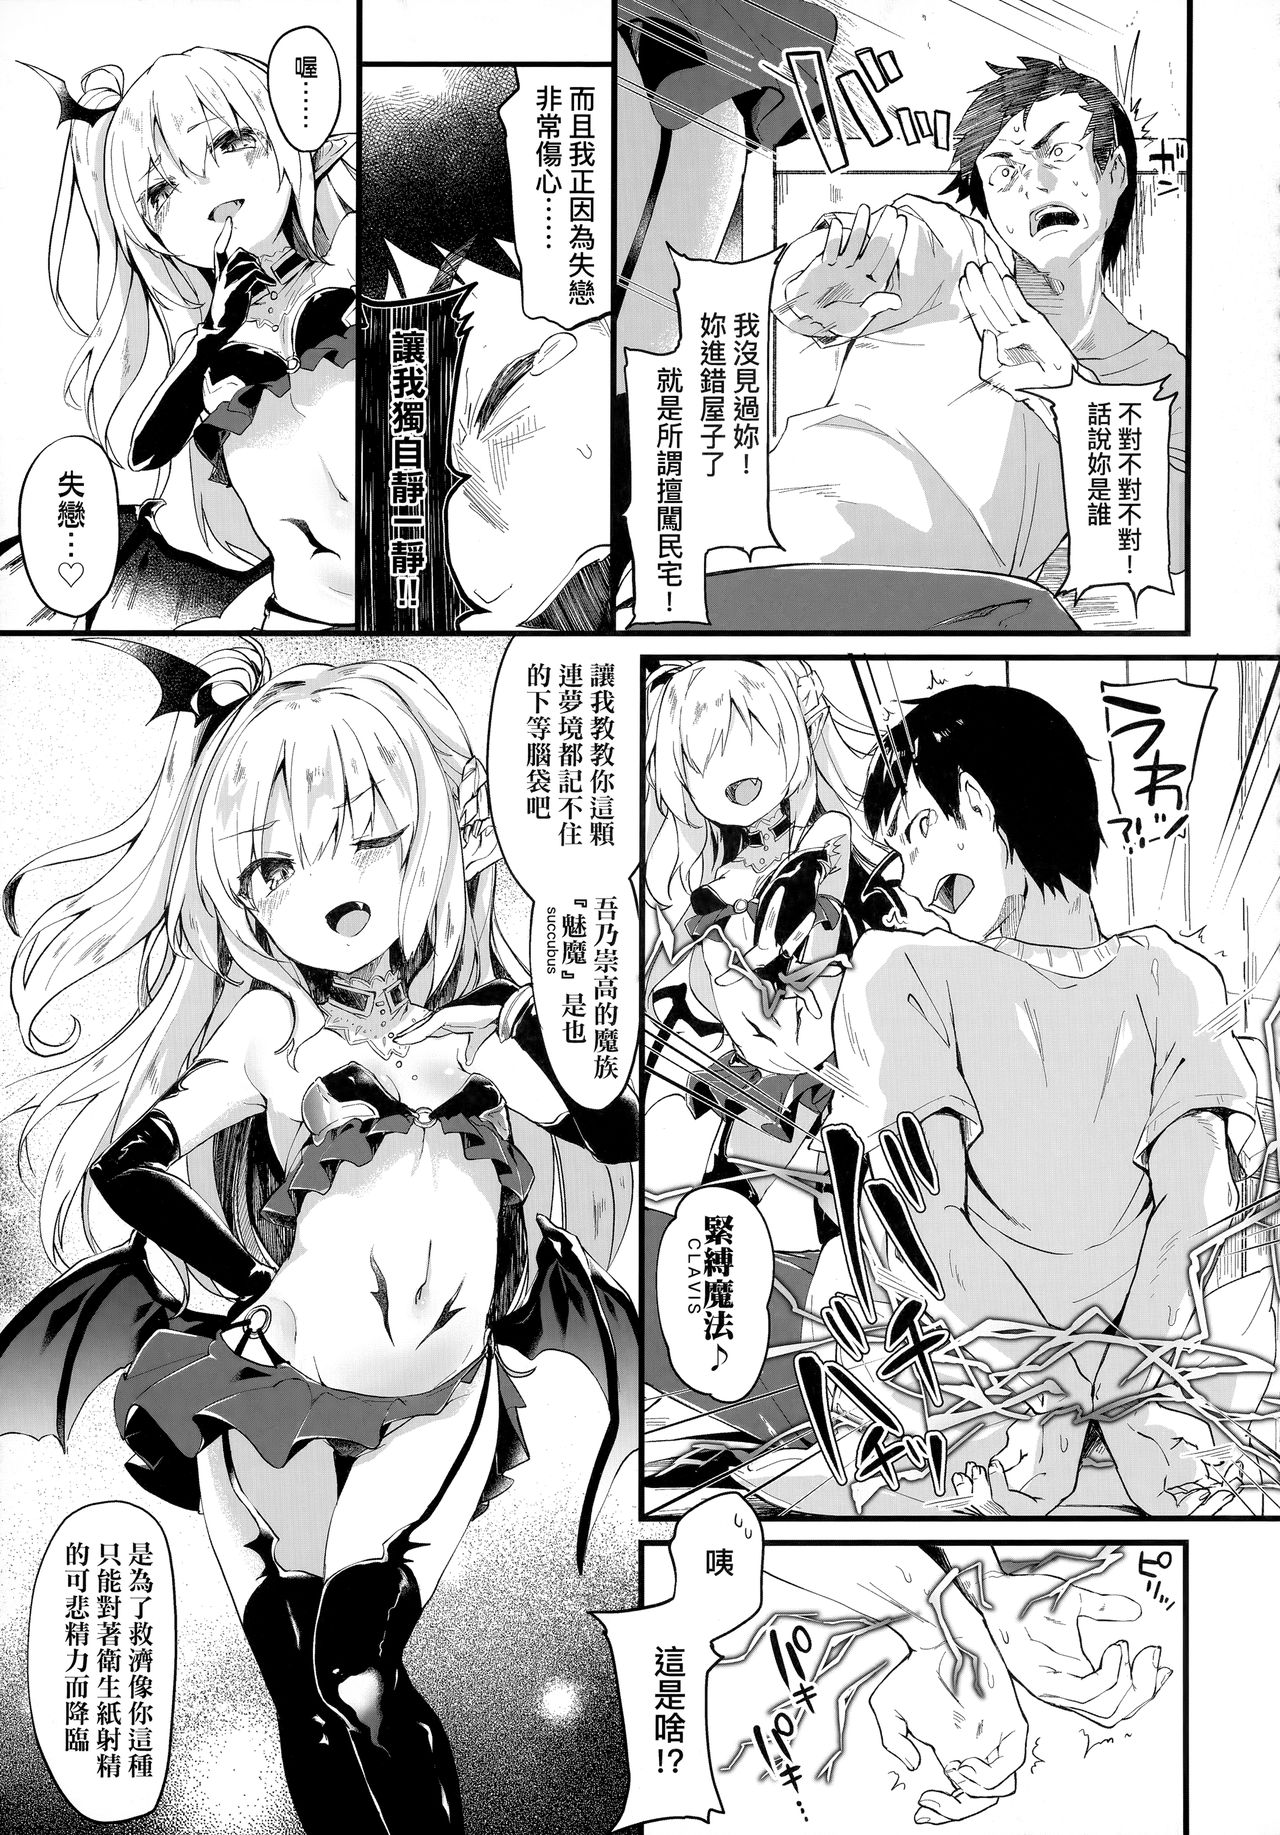 不對不對不對！
話說妳是誰
ガン
我沒見過妳！
妳進錯屋子了
就是所謂擅闖民宅！
而且我正因為失戀
非常傷心……
讓我獨自靜一靜!!
喔……
失戀…♡
うわ
?!
緊縛魔法♪
CLAVIS
咦
這是啥!?
讓我教教你這顆
連夢境都記不住
的下等腦袋吧
吾乃崇高的魔族
『魅魔』是也
succubus
是為了救濟像你這種
只能對著衛生紙射精
的可悲精力而降臨